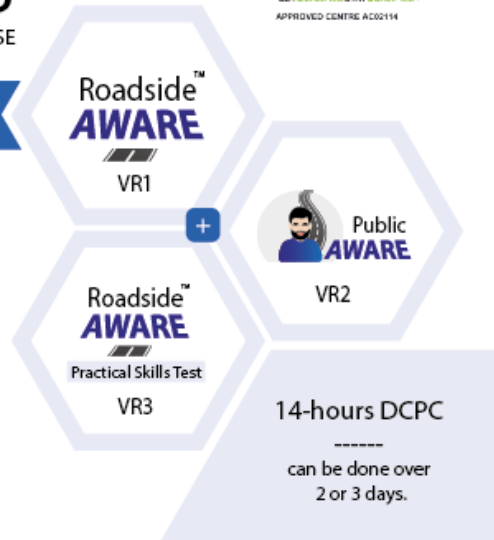 SE
APPROVED CENTRE AC02114
Roadside™
AWARE
VR1
+
Public
AWARE
VR2
Roadside™
AWARE
Practical Skills Test
VR3
14-hours DCPC
------
can be done over
2 or 3 days.